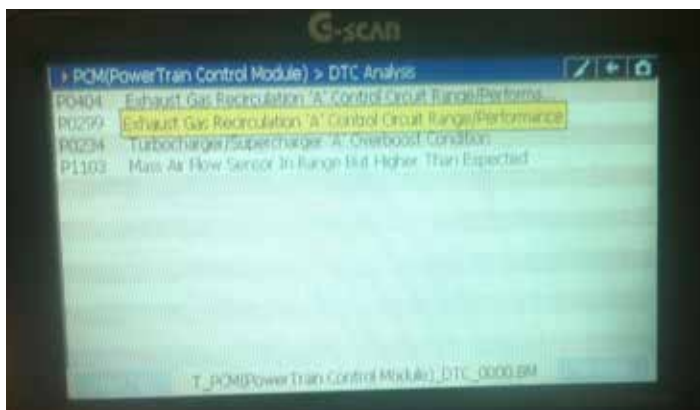 G-scan
PCM(PowerTrain Control Module) > DTC Analysis
P0404 Exhaust Gas Recirculation 'A' Control Circuit Range/Performa...
P0299 Exhaust Gas Recirculation 'A' Control Circuit Range/Performance
P0234 Turbocharger/Supercharger 'A' Overboost Condition
P1103 Mass Air Flow Sensor In Range But Higher Than Expected
T_PCM(PowerTrain Control Module)_DTC_0000.BM